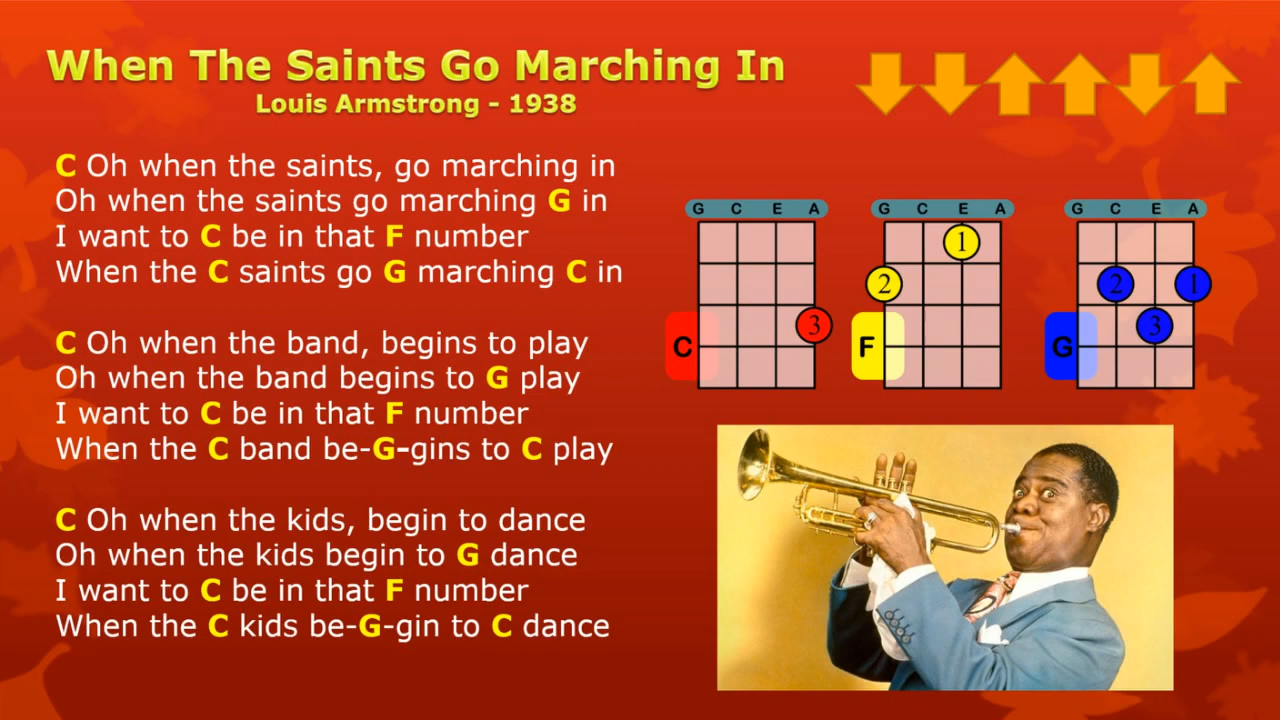 When The Saints Go Marching In
Louis Armstrong - 1938
C Oh when the saints, go marching in
Oh when the saints go marching G in
I want to C be in that F number
When the C saints go G marching C in
C Oh when the band, begins to play
Oh when the band begins to G play
I want to C be in that F number
When the C band be-G-gins to C play
C Oh when the kids, begin to dance
Oh when the kids begin to G dance
I want to C be in that F number
When the C kids be-G-gin to C dance
G C E A
3
C
G C E A
1
2
F
G C E A
2 1
3
G